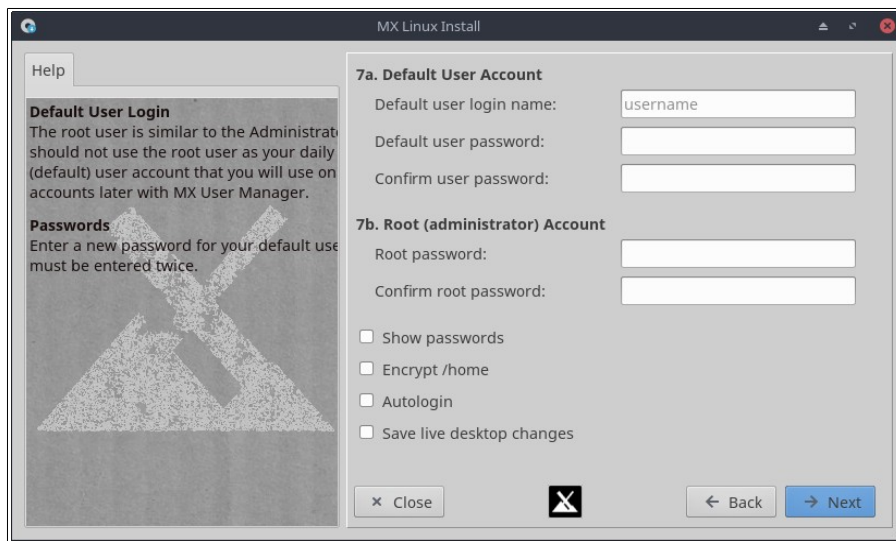 MX Linux Install
Help
Default User Login
The root user is similar to the Administrat
should not use the root user as your daily
(default) user account that you will use on
accounts later with MX User Manager.
Passwords
Enter a new password for your default use
must be entered twice.
7a. Default User Account
Default user login name:
username
Default user password:
Confirm user password:
7b. Root (administrator) Account
Root password:
Confirm root password:
Show passwords
Encrypt /home
Autologin
Save live desktop changes
Close
Back
Next